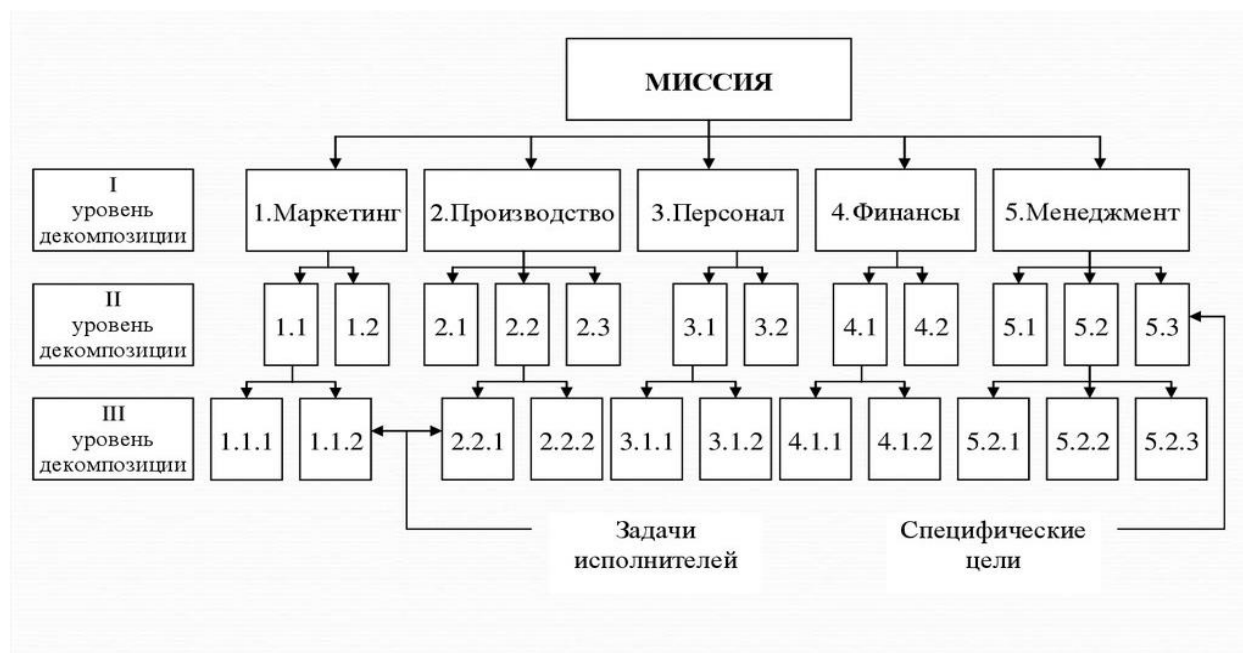 МИССИЯ
I
уровень
декомпозиции
1.Маркетинг
2.Производство
3.Персонал
4.Финансы
5.Менеджмент
II
уровень
декомпозиции
1.1
1.2
2.1
2.2
2.3
3.1
3.2
4.1
4.2
5.1
5.2
5.3
III
уровень
декомпозиции
1.1.1
1.1.2
2.2.1
2.2.2
3.1.1
3.1.2
4.1.1
4.1.2
5.2.1
5.2.2
5.2.3
Задачи
исполнителей
Специфические
цели